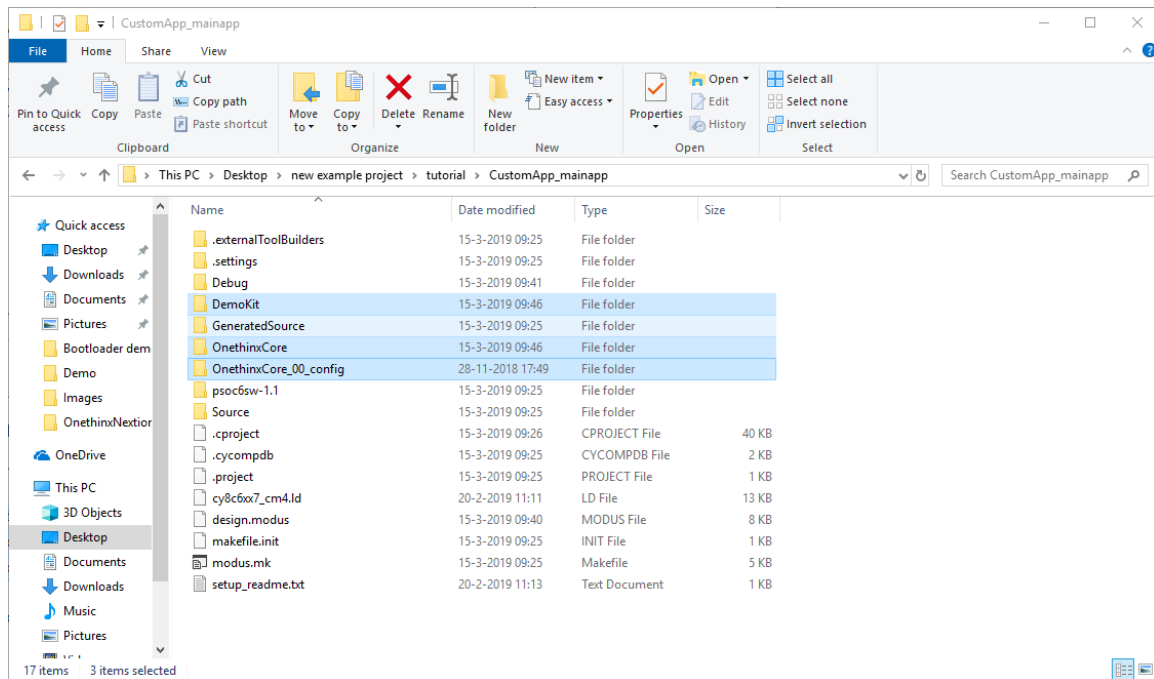 CustomApp_mainapp
File Home Share View
Pin to Quick access
Copy
Paste
Cut
Copy path
Paste shortcut
Clipboard
Move to
Copy to
Delete
Rename
Organize
New folder
New item
Easy access
New
Properties
Open
Edit
History
Open
Select all
Select none
Invert selection
Select
This PC > Desktop > new example project > tutorial > CustomApp_mainapp
Search CustomApp_mainapp
Quick access
Desktop
Downloads
Documents
Pictures
Bootloader dem
Demo
Images
OnethinxNextior
OneDrive
This PC
3D Objects
Desktop
Documents
Downloads
Music
Pictures
Name Date modified Type Size
.externalToolBuilders 15-3-2019 09:25 File folder
.settings 15-3-2019 09:25 File folder
Debug 15-3-2019 09:41 File folder
DemoKit 15-3-2019 09:46 File folder
GeneratedSource 15-3-2019 09:25 File folder
OnethinxCore 15-3-2019 09:46 File folder
OnethinxCore_00_config 28-11-2018 17:49 File folder
psoc6sw-1.1 15-3-2019 09:25 File folder
Source 15-3-2019 09:25 File folder
.cproject 15-3-2019 09:26 CPROJECT File 40 KB
.cycompdb 15-3-2019 09:25 CYCOMPDB File 2 KB
.project 15-3-2019 09:25 PROJECT File 1 KB
cy8c6xx7_cm4.ld 20-2-2019 11:11 LD File 13 KB
design.modus 15-3-2019 09:40 MODUS File 8 KB
makefile.init 15-3-2019 09:25 INIT File 1 KB
modus.mk 15-3-2019 09:25 Makefile 5 KB
setup_readme.txt 20-2-2019 11:13 Text Document 1 KB
17 items 3 items selected